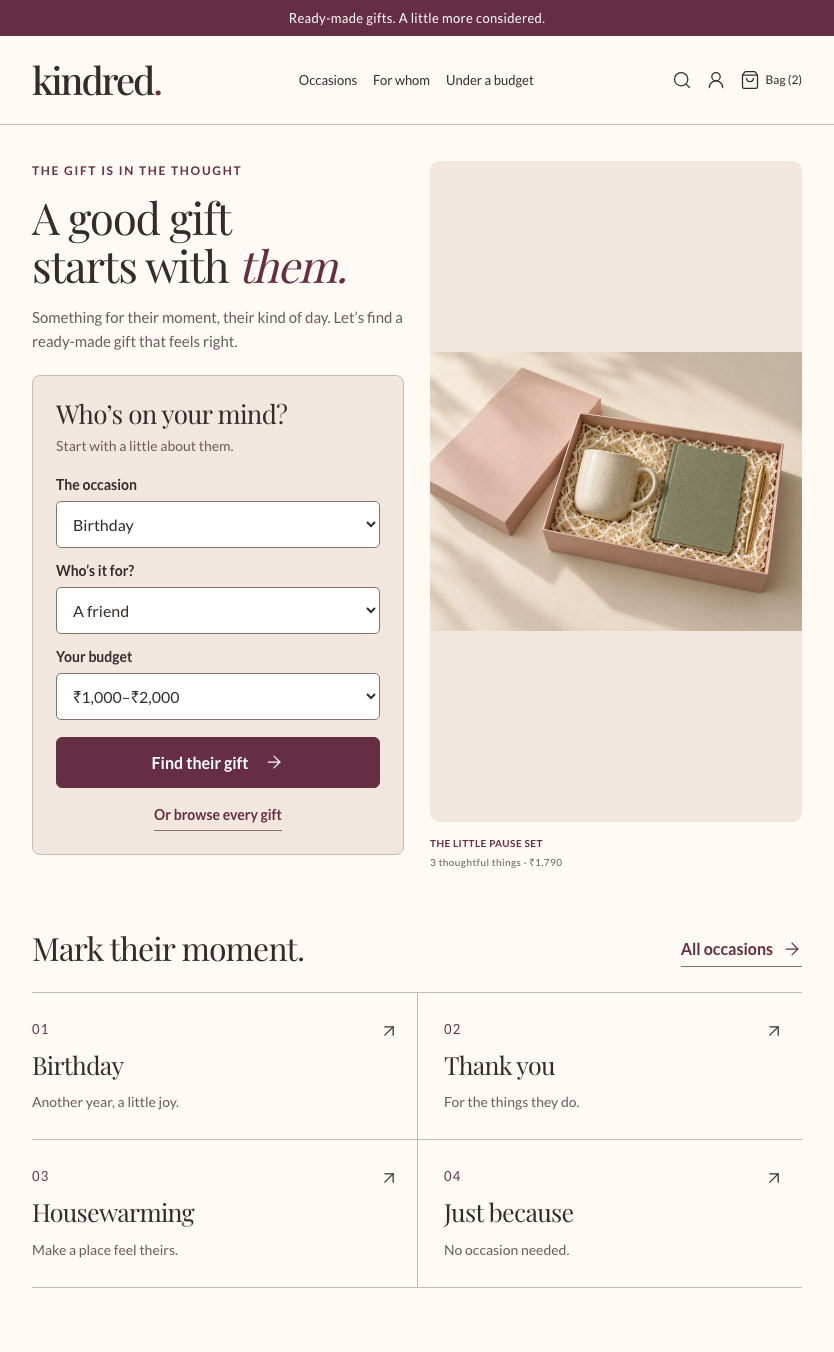 Ready-made gifts. A little more considered.
kindred.
Occasions For whom Under a budget
Bag (2)
THE GIFT IS IN THE THOUGHT
A good gift
starts with them.
Something for their moment, their kind of day. Let’s find a
ready-made gift that feels right.
Who’s on your mind?
Start with a little about them.
The occasion
Birthday
Who’s it for?
A friend
Your budget
₹1,000–₹2,000
Find their gift
Or browse every gift
THE LITTLE PAUSE SET
3 thoughtful things · ₹1,790
Mark their moment.
All occasions
01
Birthday
Another year, a little joy.
02
Thank you
For the things they do.
03
Housewarming
Make a place feel theirs.
04
Just because
No occasion needed.